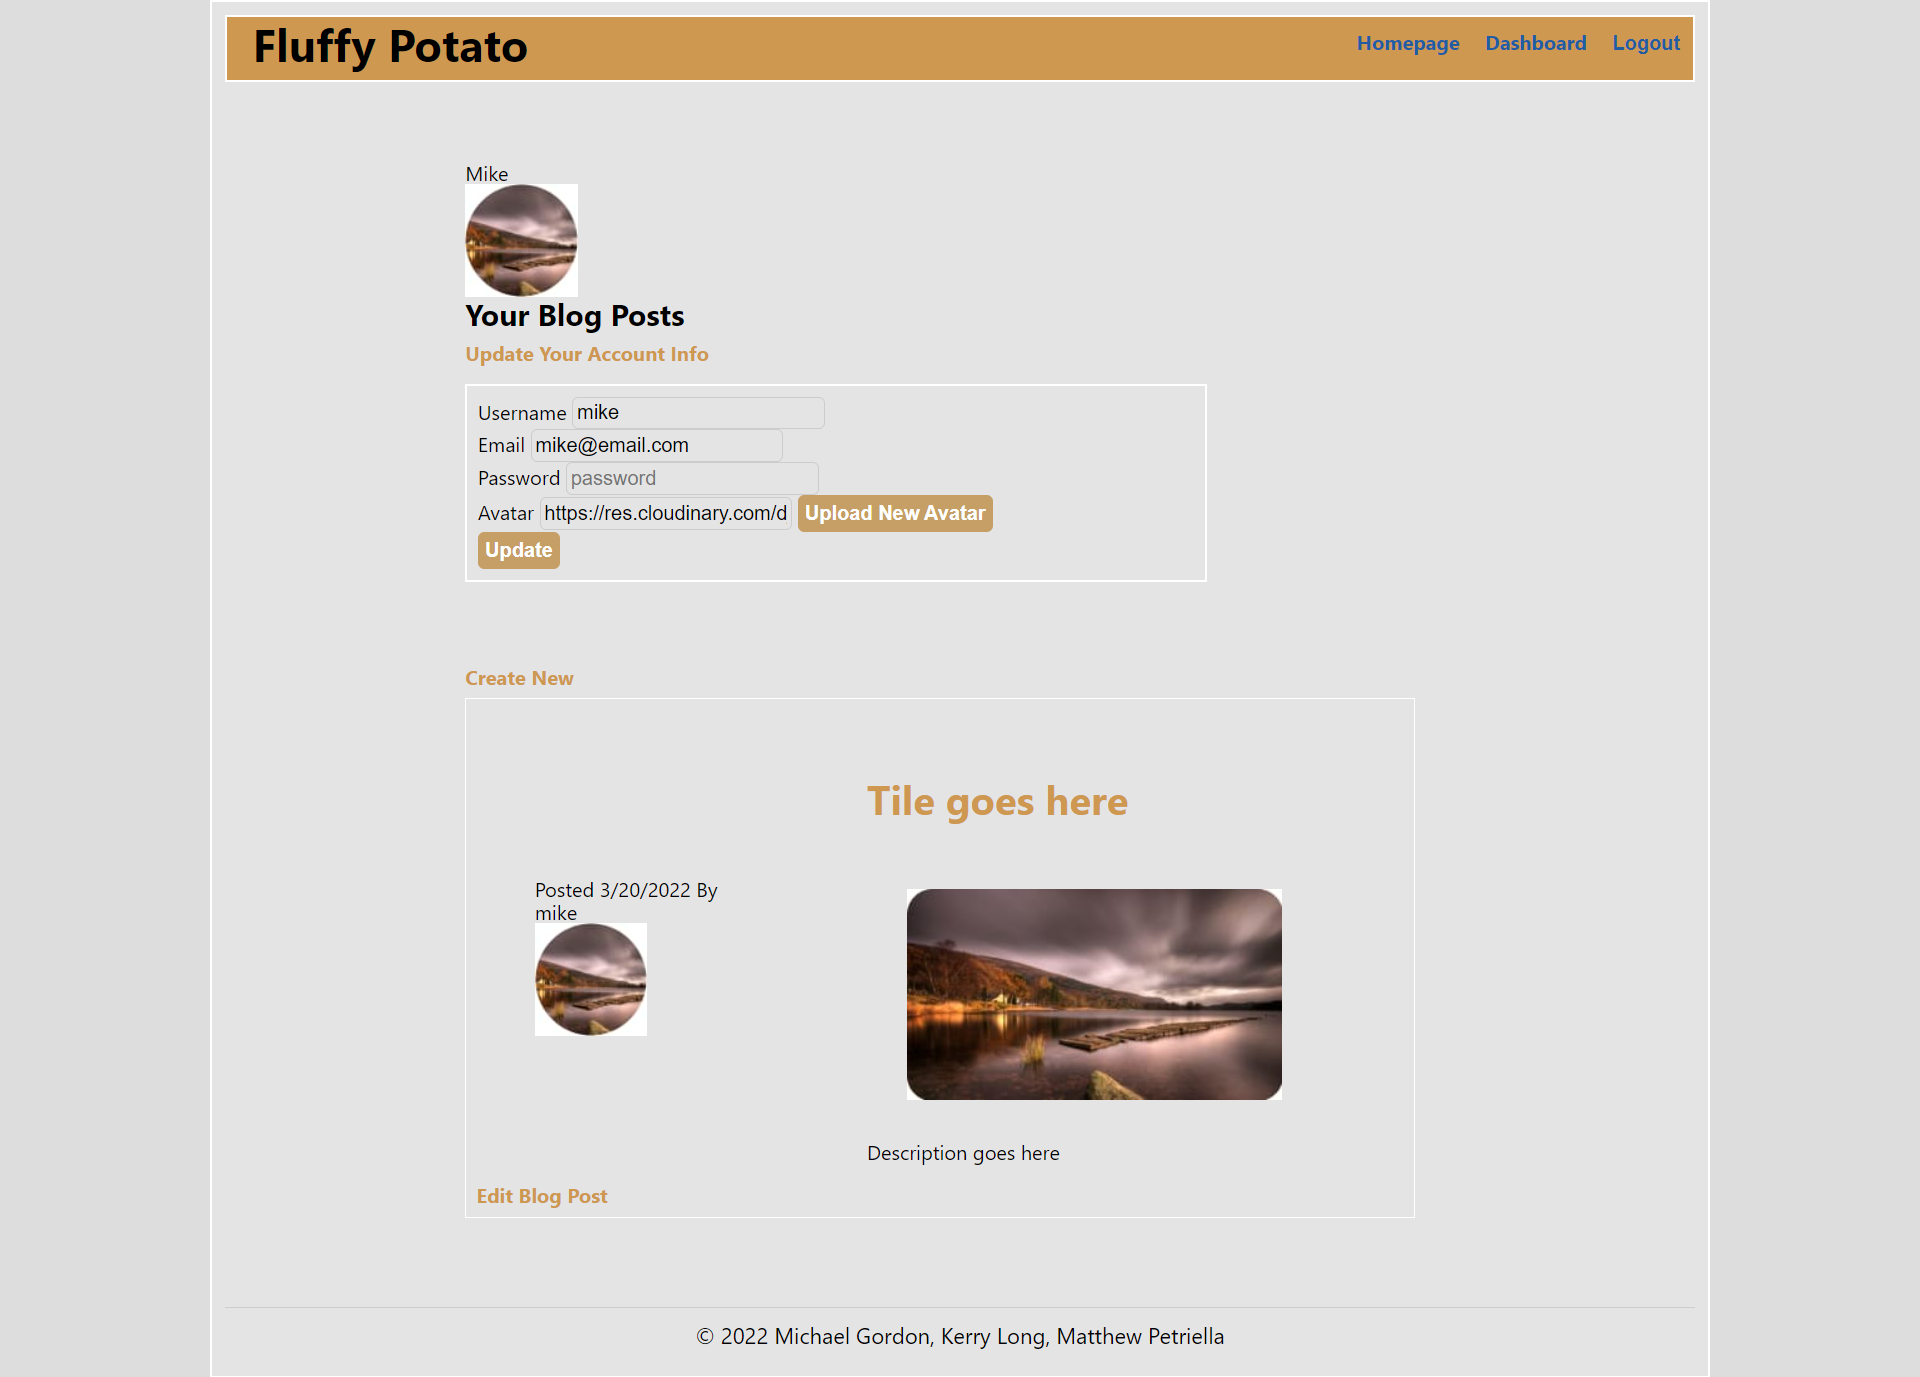 Fluffy Potato
Homepage Dashboard Logout
Mike
Your Blog Posts
Update Your Account Info
Username mike
Email mike@email.com
Password password
Avatar https://res.cloudinary.com/d Upload New Avatar
Update
Create New
Tile goes here
Posted 3/20/2022 By
mike
Description goes here
Edit Blog Post
© 2022 Michael Gordon, Kerry Long, Matthew Petriella